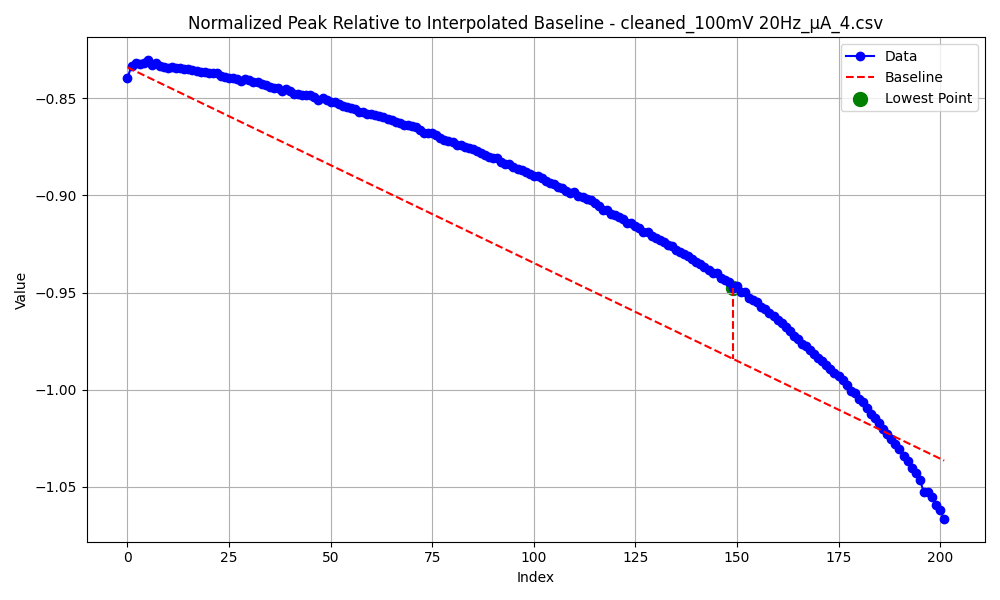 Normalized Peak Relative to Interpolated Baseline - cleaned_100mV 20Hz_μA_4.csv
Data
Baseline
Lowest Point
−0.85
−0.90
−0.95
−1.00
−1.05
Value
0 25 50 75 100 125 150 175 200
Index